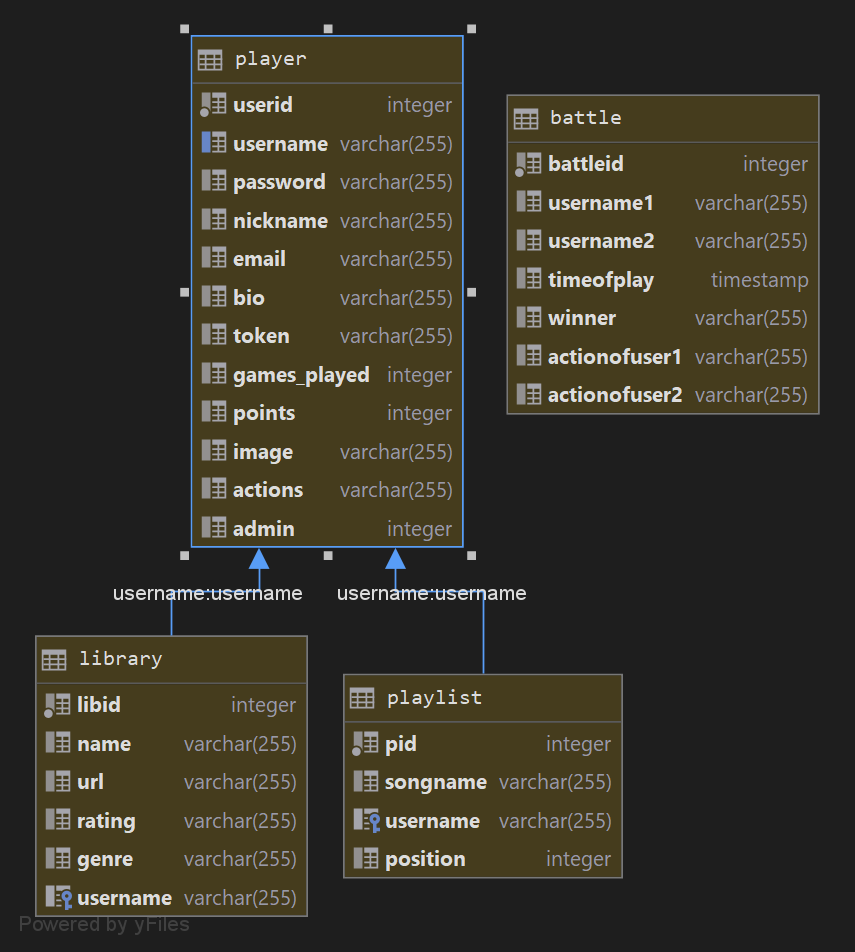 player
userid integer
username varchar(255)
password varchar(255)
nickname varchar(255)
email varchar(255)
bio varchar(255)
token varchar(255)
games_played integer
points integer
image varchar(255)
actions varchar(255)
admin integer
battle
battleid integer
username1 varchar(255)
username2 varchar(255)
timeofplay timestamp
winner varchar(255)
actionofuser1 varchar(255)
actionofuser2 varchar(255)
username:username
username:username
library
libid integer
name varchar(255)
url varchar(255)
rating varchar(255)
genre varchar(255)
username varchar(255)
playlist
pid integer
songname varchar(255)
username varchar(255)
position integer
Powered by yFiles